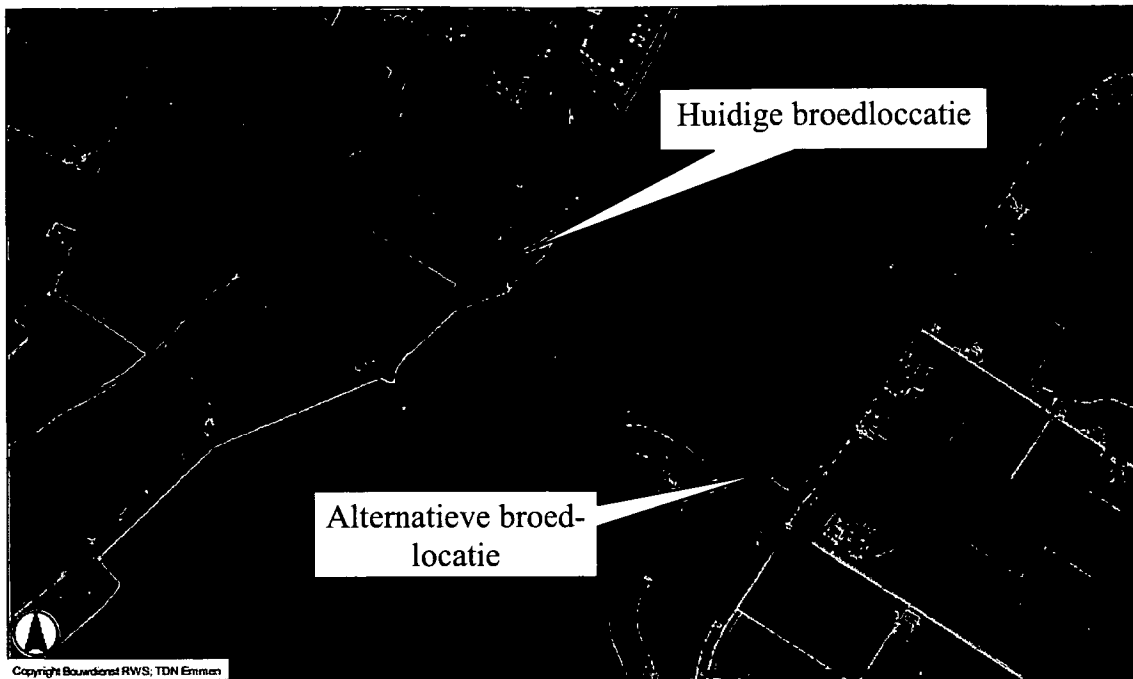 Huidige broedloccatie
Alternatieve broed-
locatie
Copyright Bouwdienst RWS; TDN Emmen